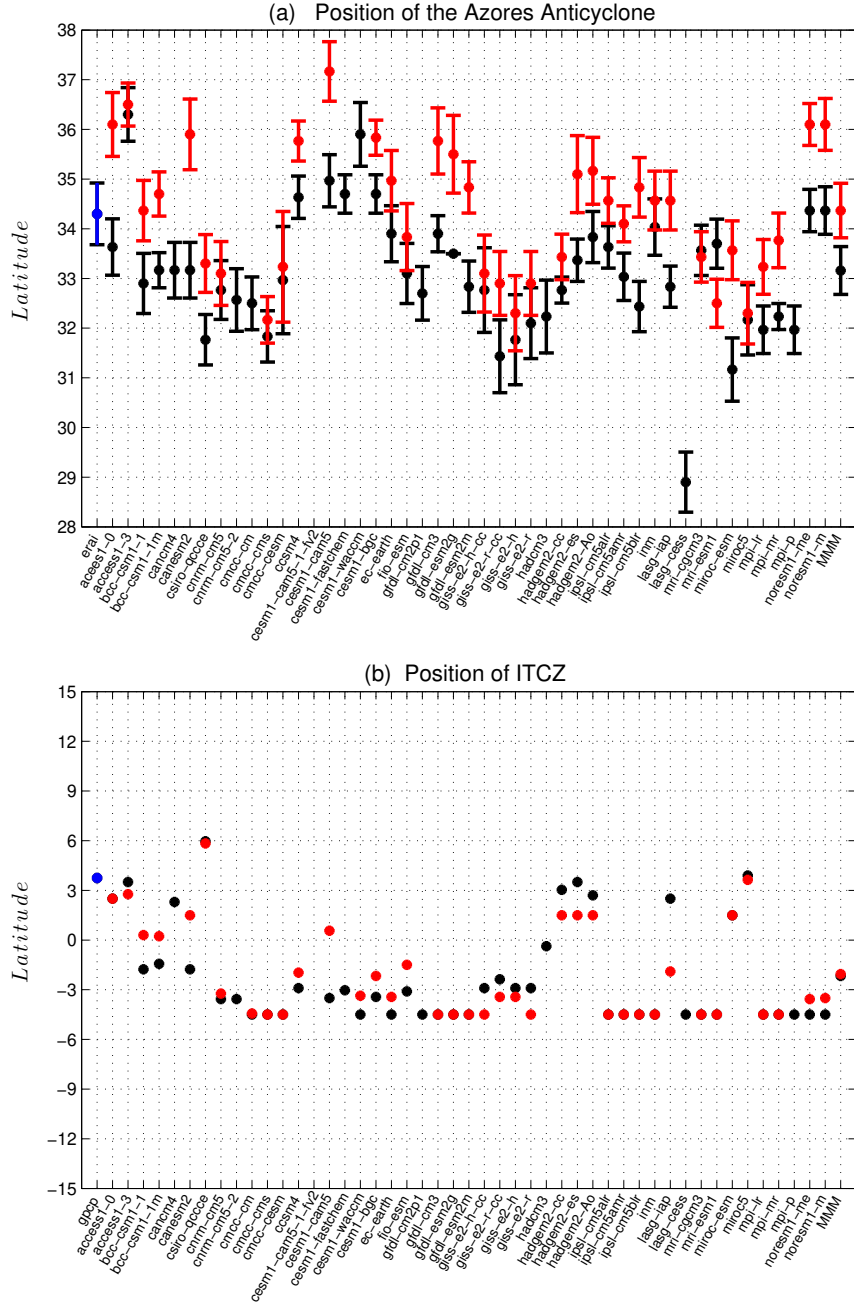 (a) Position of the Azores Anticyclone
38
37
36
35
34
33
32
31
30
29
28
Latitude
erai
acees1-0
access1-3
bcc-csm1-1
bcc-csm1-1m
cancm4
canesm2
csiro-qccce
cnrm-cm5
cnrm-cm5-2
cmcc-cm
cmcc-cms
cmcc-cesm
ccsm4
cesm1-cam5-1-fv2
cesm1-cam5
cesm1-fastchem
cesm1-waccm
cesm1-bgc
ec-earth
fio-esm
gfdl-cm2p1
gfdl-cm3
gfdl-esm2g
gfdl-esm2m
giss-e2-h-cc
giss-e2-r-cc
giss-e2-h
giss-e2-r
hadcm3
hadgem2-cc
hadgem2-es
hadgem2-Ao
ipsl-cm5alr
ipsl-cm5amr
ipsl-cm5blr
inm
lasg-iap
lasg-cess
mri-cgcm3
mri-esm1
miroc-esm
miroc5
mpi-lr
mpi-mr
mpi-p
noresm1-me
noresm1-m
MMM
(b) Position of ITCZ
15
12
9
6
3
0
-3
-6
-9
-12
-15
Latitude
gpcp
access1-0
access1-3
bcc-csm1-1
bcc-csm1-1m
cancm4
canesm2
csiro-qccce
cnrm-cm5
cnrm-cm5-2
cmcc-cm
cmcc-cms
cmcc-cesm
ccsm4
cesm1-cam5-1-fv2
cesm1-cam5
cesm1-fastchem
cesm1-waccm
cesm1-bgc
ec-earth
fio-esm
gfdl-cm2p1
gfdl-cm3
gfdl-esm2g
gfdl-esm2m
giss-e2-h-cc
giss-e2-r-cc
giss-e2-h
giss-e2-r
hadcm3
hadgem2-cc
hadgem2-es
hadgem2-Ao
ipsl-cm5alr
ipsl-cm5amr
ipsl-cm5blr
inm
lasg-iap
lasg-cess
mri-cgcm3
mri-esm1
miroc-esm
miroc5
mpi-lr
mpi-mr
mpi-p
noresm1-me
noresm1-m
MMM